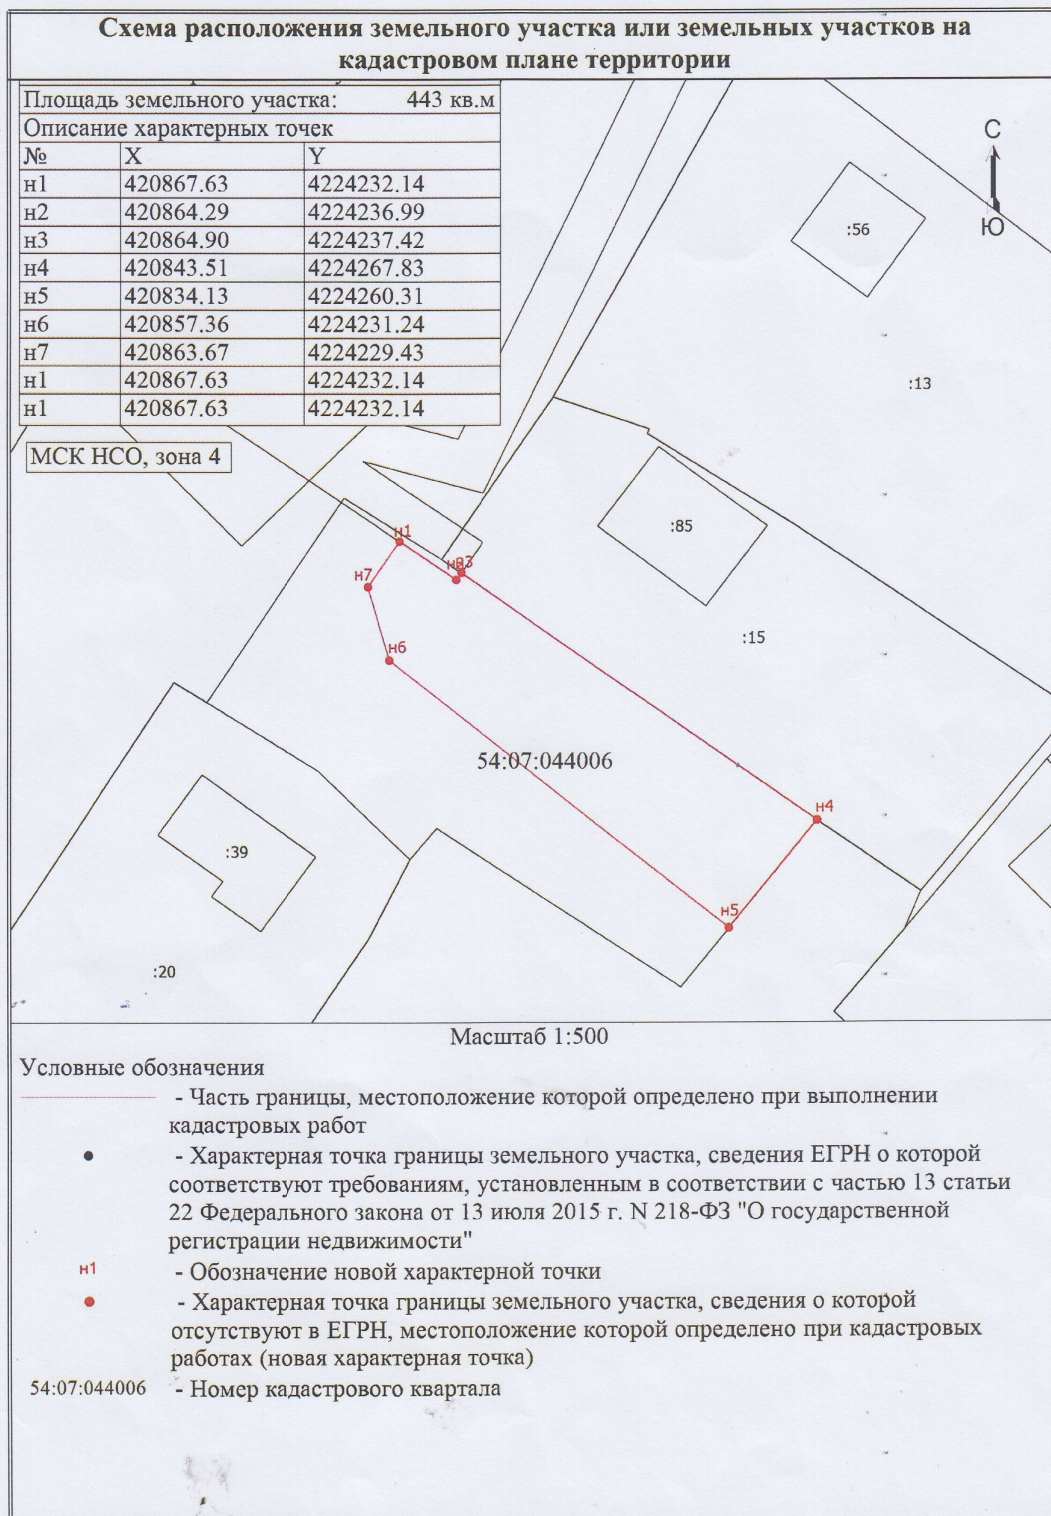 Схема расположения земельного участка или земельных участков на
кадастровом плане территории
Площадь земельного участка: 443 кв.м
Описание характерных точек
№ X Y
н1 420867.63 4224232.14
н2 420864.29 4224236.99
н3 420864.90 4224237.42
н4 420843.51 4224267.83
н5 420834.13 4224260.31
н6 420857.36 4224231.24
н7 420863.67 4224229.43
н1 420867.63 4224232.14
н1 420867.63 4224232.14
МСК НСО, зона 4
С
Ю
:56
:13
:85
:15
н1
н3
н7
н6
54:07:044006
н4
н5
:39
:20
Масштаб 1:500
Условные обозначения
- Часть границы, местоположение которой определено при выполнении
кадастровых работ
- Характерная точка границы земельного участка, сведения ЕГРН о которой
соответствуют требованиям, установленным в соответствии с частью 13 статьи
22 Федерального закона от 13 июля 2015 г. N 218-ФЗ "О государственной
регистрации недвижимости"
н1 - Обозначение новой характерной точки
- Характерная точка границы земельного участка, сведения о которой
отсутствуют в ЕГРН, местоположение которой определено при кадастровых
работах (новая характерная точка)
54:07:044006 - Номер кадастрового квартала